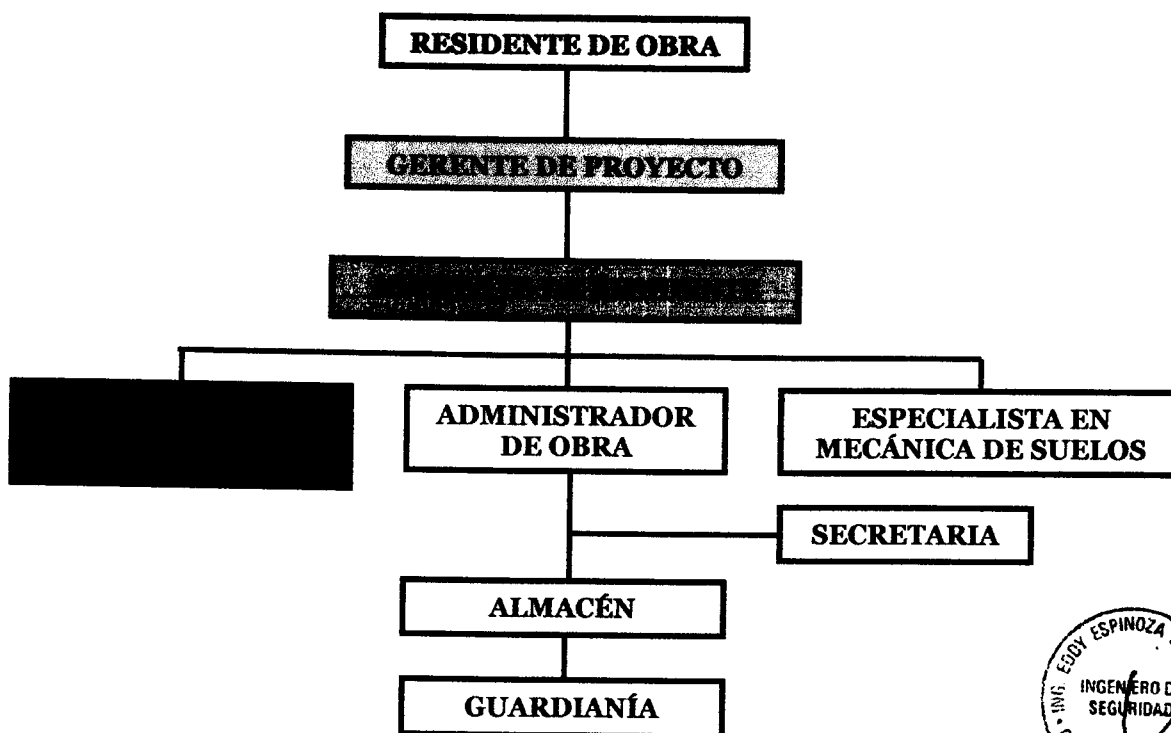 RESIDENTE DE OBRA
GERENTE DE PROYECTO
ADMINISTRADOR
DE OBRA
ESPECIALISTA EN
MECÁNICA DE SUELOS
SECRETARIA
ALMACÉN
GUARDIANÍA
ING. EDDY ESPINOZA
INGENIERO D
SEGURIDAD